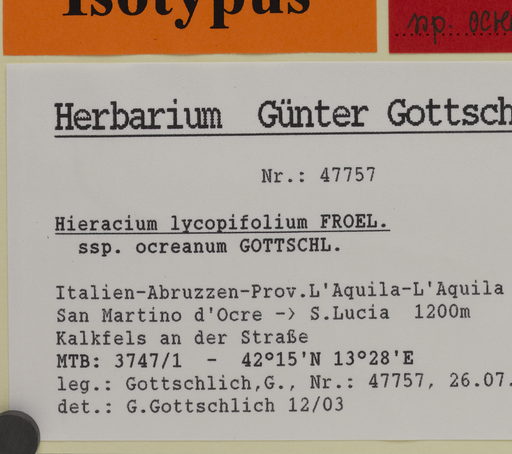 Isotypus
sp.
Herbarium Günter Gottsch
Nr.: 47757
Hieracium lycopifolium FROEL.
ssp. ocreanum GOTTSCHL.
Italien-Abruzzen-Prov.L'Aquila-L'Aquila
San Martino d'Ocre -> S.Lucia 1200m
Kalkfels an der Straße
MTB: 3747/1 - 42°15'N 13°28'E
leg.: Gottschlich,G., Nr.: 47757, 26.07.
det.: G.Gottschlich 12/03